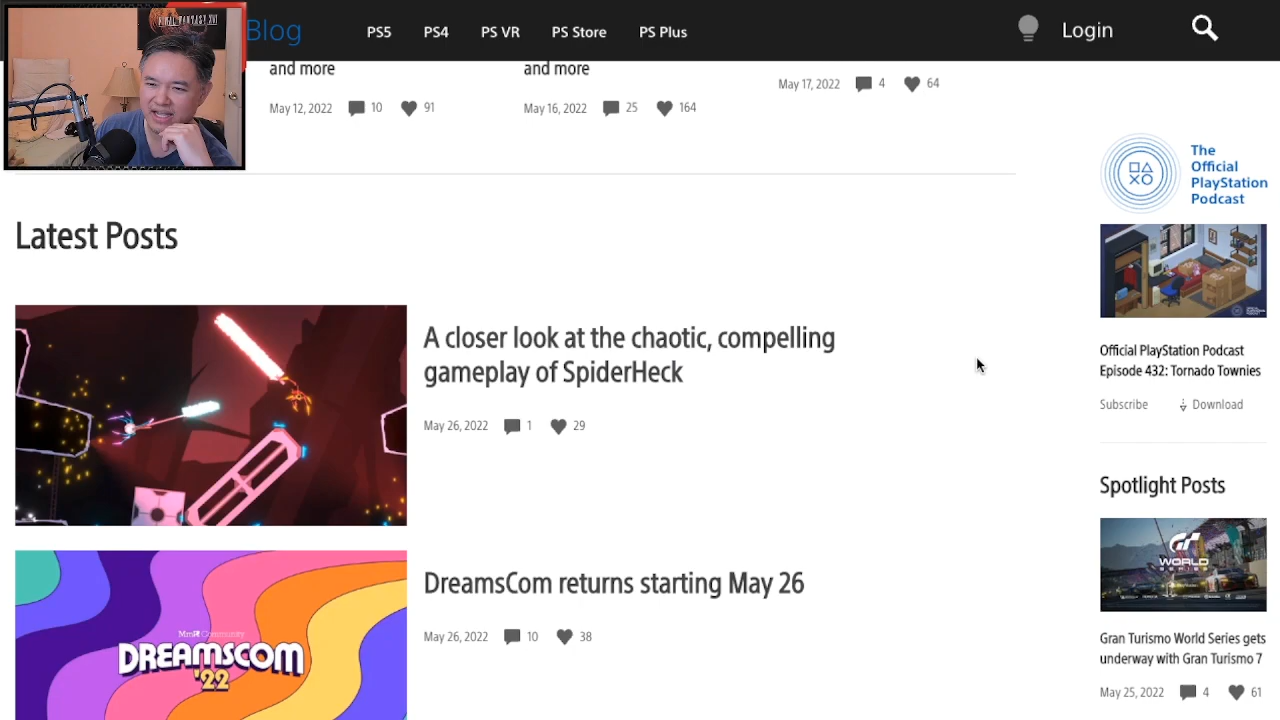 FINAL FANTASY XVI
Blog
PS5
PS4
PS VR
PS Store
PS Plus
Login
and more
May 12, 2022
10
91
and more
May 16, 2022
25
164
May 17, 2022
4
64
Latest Posts
A closer look at the chaotic, compelling
gameplay of SpiderHeck
May 26, 2022
1
29
DREAMSCOM
'22
DreamsCom returns starting May 26
May 26, 2022
10
38
The
Official
PlayStation
Podcast
Official PlayStation Podcast
Episode 432: Tornado Townies
Subscribe
Download
Spotlight Posts
GT
WORLD
SERIES
Gran Turismo World Series gets
underway with Gran Turismo 7
May 25, 2022
4
61